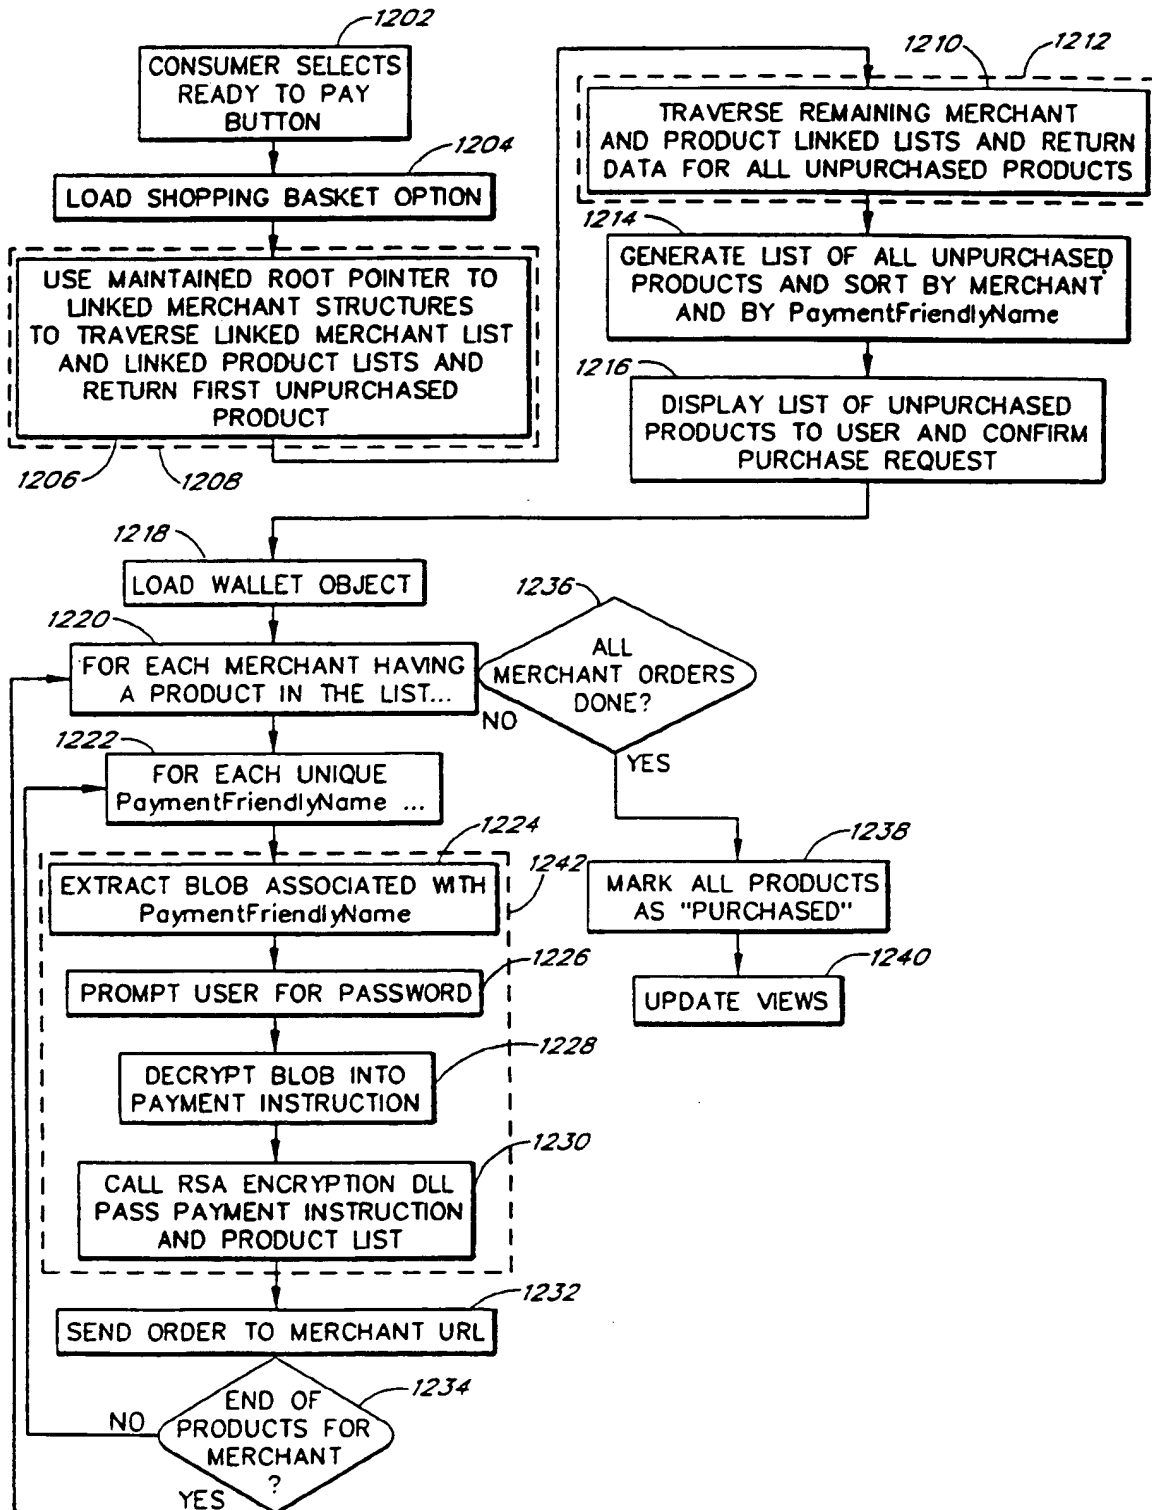 1202
CONSUMER SELECTS
READY TO PAY
BUTTON
1204
LOAD SHOPPING BASKET OPTION
USE MAINTAINED ROOT POINTER TO
LINKED MERCHANT STRUCTURES
TO TRAVERSE LINKED MERCHANT LIST
AND LINKED PRODUCT LISTS AND
RETURN FIRST UNPURCHASED
PRODUCT
1206
1208
1210
1212
TRAVERSE REMAINING MERCHANT
AND PRODUCT LINKED LISTS AND RETURN
DATA FOR ALL UNPURCHASED PRODUCTS
1214
GENERATE LIST OF ALL UNPURCHASED
PRODUCTS AND SORT BY MERCHANT
AND BY PaymentFriendlyName
1216
DISPLAY LIST OF UNPURCHASED
PRODUCTS TO USER AND CONFIRM
PURCHASE REQUEST
1218
LOAD WALLET OBJECT
1220
FOR EACH MERCHANT HAVING
A PRODUCT IN THE LIST...
1236
ALL
MERCHANT ORDERS
DONE?
NO
YES
1222
FOR EACH UNIQUE
PaymentFriendlyName ...
1224
1242
EXTRACT BLOB ASSOCIATED WITH
PaymentFriendlyName
1226
PROMPT USER FOR PASSWORD
1228
DECRYPT BLOB INTO
PAYMENT INSTRUCTION
1230
CALL RSA ENCRYPTION DLL
PASS PAYMENT INSTRUCTION
AND PRODUCT LIST
1232
SEND ORDER TO MERCHANT URL
1234
END OF
PRODUCTS FOR
MERCHANT
?
NO
YES
1238
MARK ALL PRODUCTS
AS "PURCHASED"
1240
UPDATE VIEWS